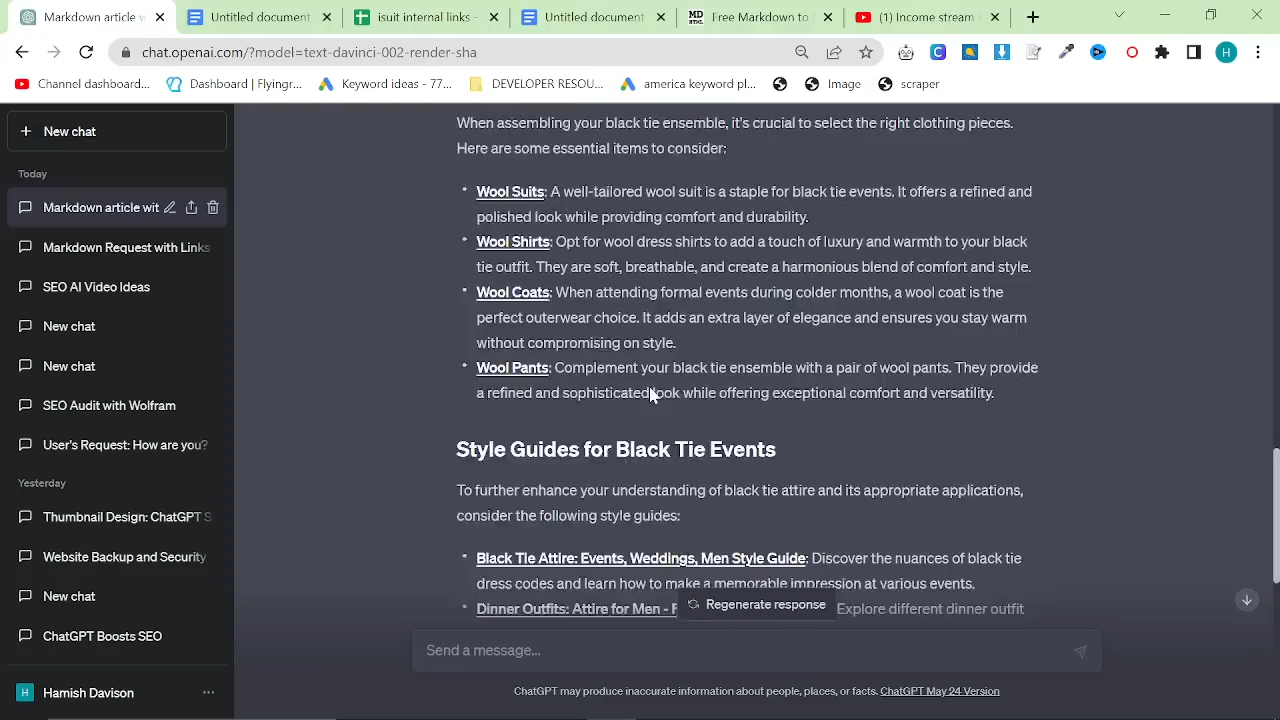 Markdown article w
Untitled document
isuit internal links -
Untitled document
MD
HTML
Free Markdown to
(1) Income stream
chat.openai.com/?model=text-davinci-002-render-sha
H
Channel dashboard...
Dashboard | Flyingr...
Keyword ideas - 77...
DEVELOPER RESOU...
america keyword pl...
Image
scraper
New chat
Today
Markdown article wit
Markdown Request with Links
SEO AI Video Ideas
New chat
New chat
SEO Audit with Wolfram
User's Request: How are you?
Yesterday
Thumbnail Design: ChatGPT S
Website Backup and Security
New chat
ChatGPT Boosts SEO
H
Hamish Davison
When assembling your black tie ensemble, it's crucial to select the right clothing pieces.
Here are some essential items to consider:
• Wool Suits: A well-tailored wool suit is a staple for black tie events. It offers a refined and
polished look while providing comfort and durability.
• Wool Shirts: Opt for wool dress shirts to add a touch of luxury and warmth to your black
tie outfit. They are soft, breathable, and create a harmonious blend of comfort and style.
• Wool Coats: When attending formal events during colder months, a wool coat is the
perfect outerwear choice. It adds an extra layer of elegance and ensures you stay warm
without compromising on style.
• Wool Pants: Complement your black tie ensemble with a pair of wool pants. They provide
a refined and sophisticated look while offering exceptional comfort and versatility.
Style Guides for Black Tie Events
To further enhance your understanding of black tie attire and its appropriate applications,
consider the following style guides:
• Black Tie Attire: Events, Weddings, Men Style Guide: Discover the nuances of black tie
dress codes and learn how to make a memorable impression at various events.
• Dinner Outfits: Attire for Men - Explore different dinner outfit
Regenerate response
Send a message...
ChatGPT may produce inaccurate information about people, places, or facts. ChatGPT May 24 Version